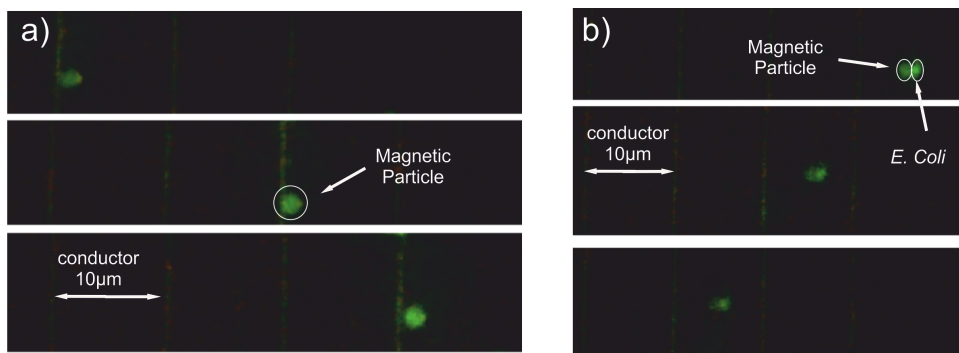 a)
Magnetic
Particle
conductor
10µm
b)
Magnetic
Particle
E. Coli
conductor
10µm